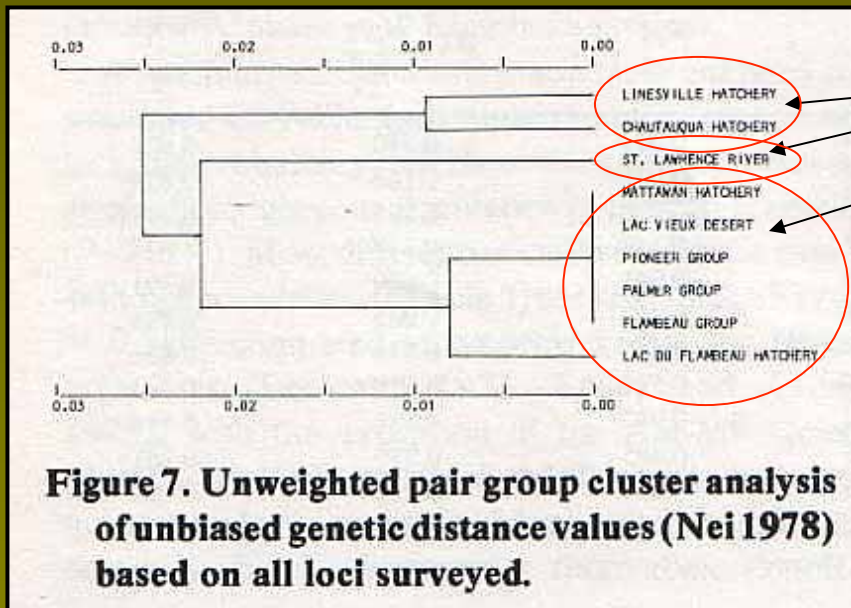 0.03 0.02 0.01 0.00
LINESVILLE HATCHERY
CHAUTAUQUA HATCHERY
ST. LAWRENCE RIVER
MATTAWAN HATCHERY
LAC VIEUX DESERT
PIONEER GROUP
PALMER GROUP
FLAMBEAU GROUP
LAC DU FLAMBEAU HATCHERY
0.03 0.02 0.01 0.00
Figure 7. Unweighted pair group cluster analysis
of unbiased genetic distance values (Nei 1978)
based on all loci surveyed.